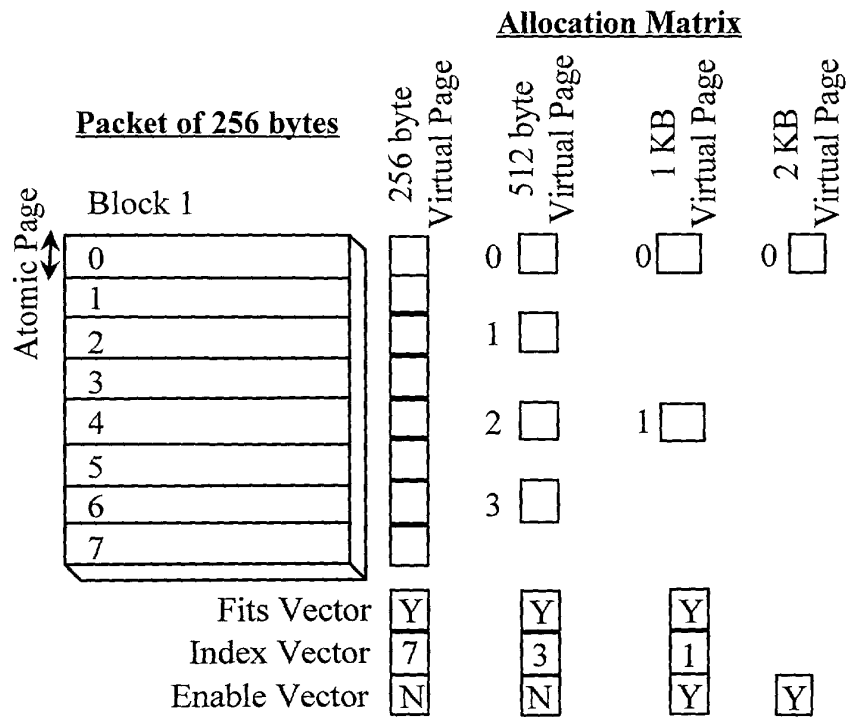 Allocation Matrix
Packet of 256 bytes
256 byte
Virtual Page
512 byte
Virtual Page
1 KB
Virtual Page
2 KB
Virtual Page
Atomic Page
Block 1
0
0
0
0
1
2
1
3
4
2
1
5
6
3
7
Fits Vector Y Y Y
Index Vector 7 3 1
Enable Vector N N Y Y